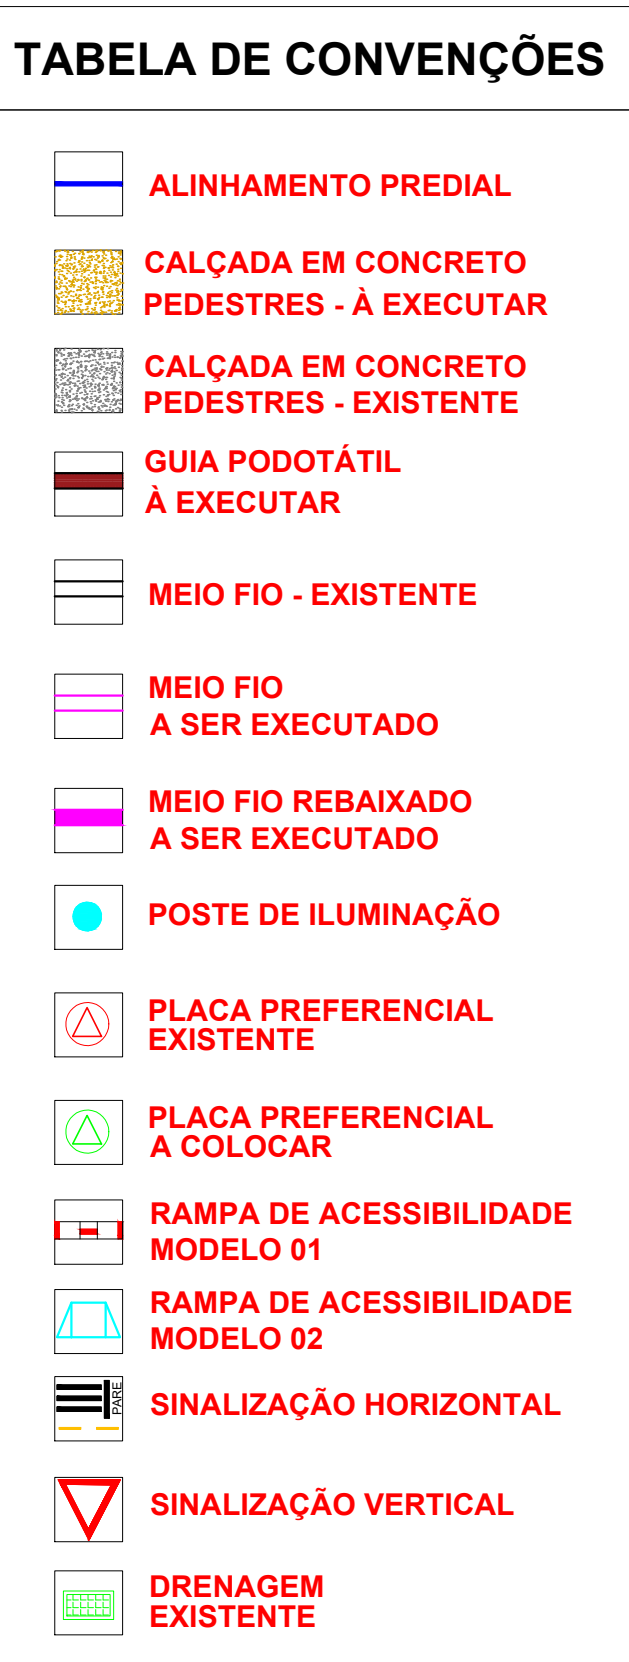 TABELA DE CONVENÇÕES
ALINHAMENTO PREDIAL
CALÇADA EM CONCRETO
PEDESTRES - À EXECUTAR
CALÇADA EM CONCRETO
PEDESTRES - EXISTENTE
GUIA PODOTÁTIL
À EXECUTAR
MEIO FIO - EXISTENTE
MEIO FIO
A SER EXECUTADO
MEIO FIO REBAIXADO
A SER EXECUTADO
POSTE DE ILUMINAÇÃO
PLACA PREFERENCIAL
EXISTENTE
PLACA PREFERENCIAL
A COLOCAR
RAMPA DE ACESSIBILIDADE
MODELO 01
RAMPA DE ACESSIBILIDADE
MODELO 02
PARE
SINALIZAÇÃO HORIZONTAL
SINALIZAÇÃO VERTICAL
DRENAGEM
EXISTENTE